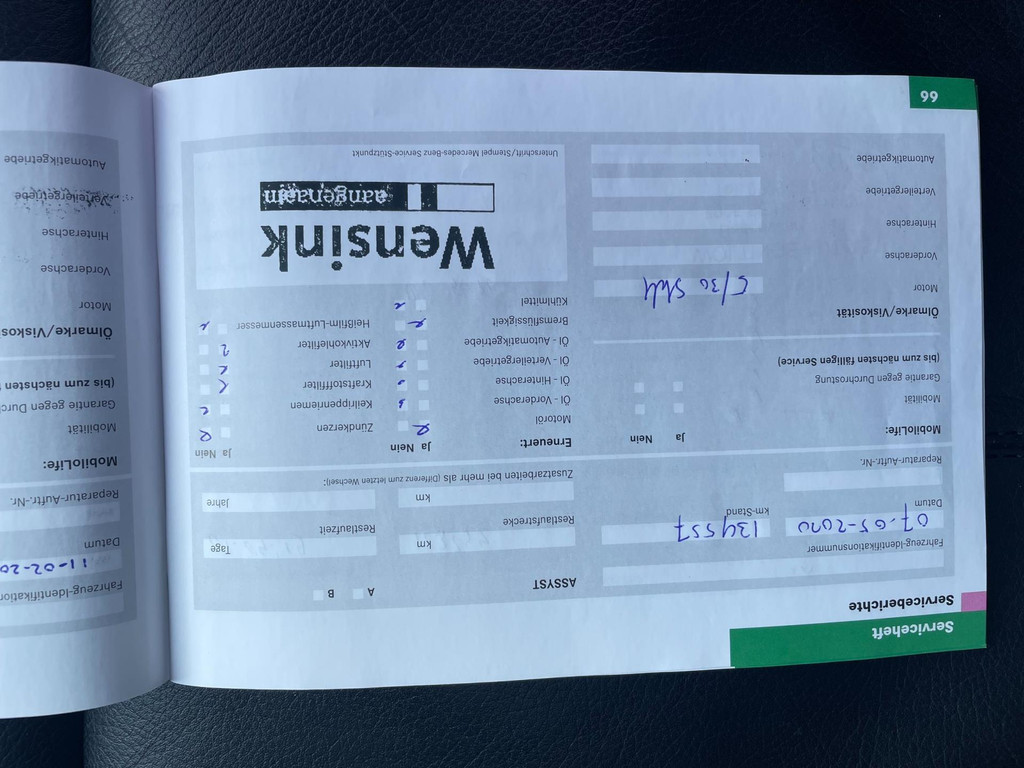 Serviceheft
Serviceberichte
Fahrzeug-Identifikationsnummer
07-05-2020
134557
Datum
km-Stand
Reparatur-Auftr.-Nr.
MobiloLife:
Ja Nein
Mobilität
Garantie gegen Durchrostung
(bis zum nächsten fälligen Service)
Ölmarke/Viskosität
Motor
5/30 Shell
Vorderachse
Hinterachse
Verteilergetriebe
Automatikgetriebe
66
ASSYST
A
B
km
Tage
Restlaufstrecke
Restlaufzeit
km
Jahre
Zusatzarbeiten bei mehr als (Differenz zum letzten Wechsel):
Erneuert:
Ja Nein
Ja Nein
Motoröl
Zündkerzen
Öl - Vorderachse
Keilrippenriemen
Öl - Hinterachse
Kraftstofffilter
Öl - Verteilergetriebe
Luftfilter
Öl - Automatikgetriebe
Aktivkohlefilter
Bremsflüssigkeit
Heißfilm-Luftmassenmesser
Kühlmittel
Wensink
aangenaam
Unterschrift/Stempel Mercedes-Benz Service-Stützpunkt
Fahrzeug-Identifikation
11-02-20
Datum
Reparatur-Auftr.-Nr.
MobiloLife:
Mobilität
Garantie gegen Durc
(bis zum nächsten
Ölmarke/Viskos
Motor
Vorderachse
Hinterachse
Verteilergetriebe
Automatikgetriebe